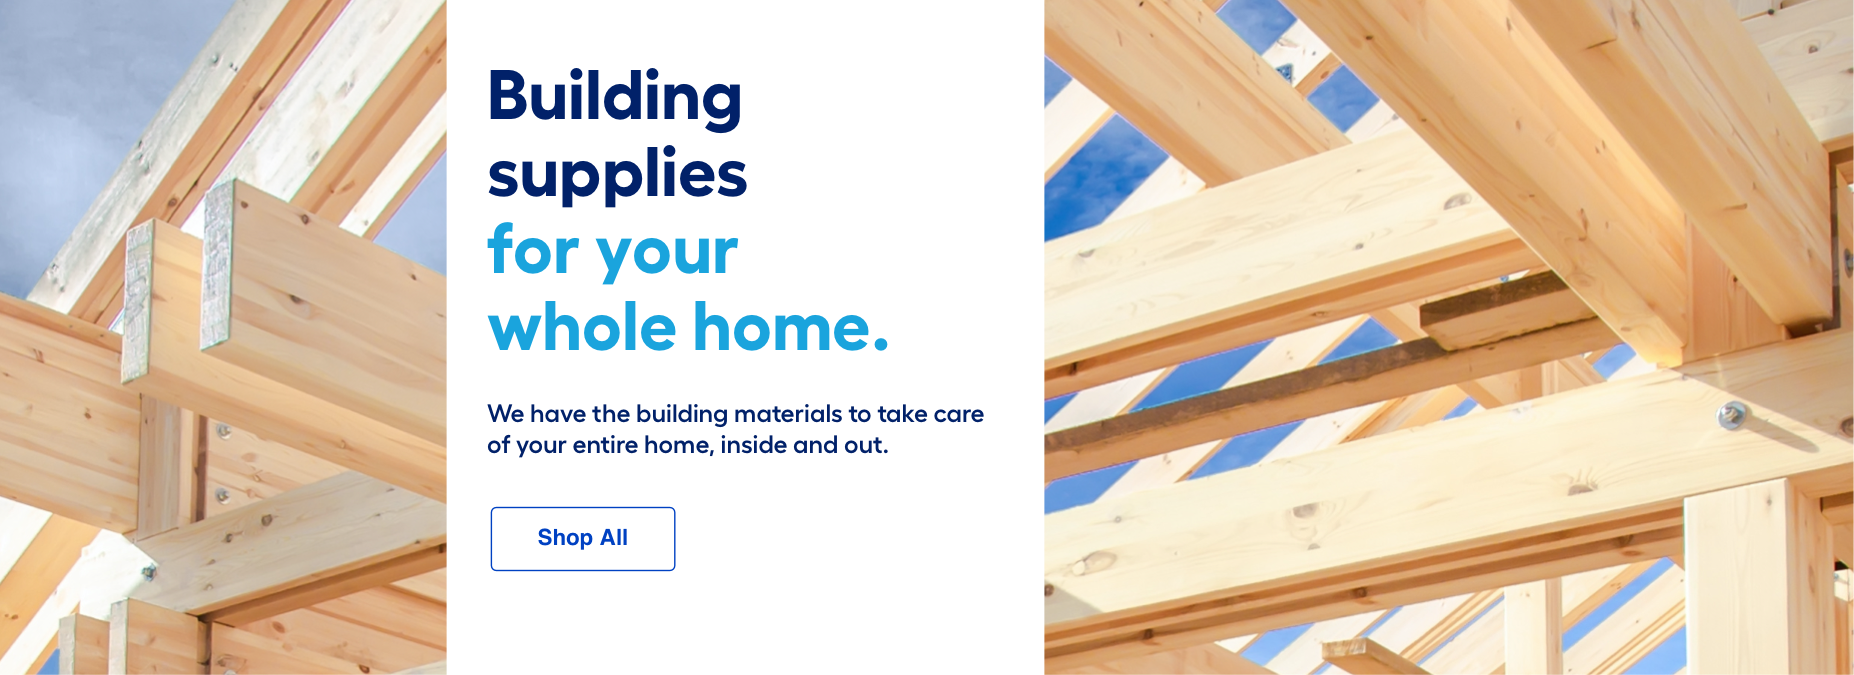 Building
supplies
for your
whole home.
We have the building materials to take care
of your entire home, inside and out.
Shop All